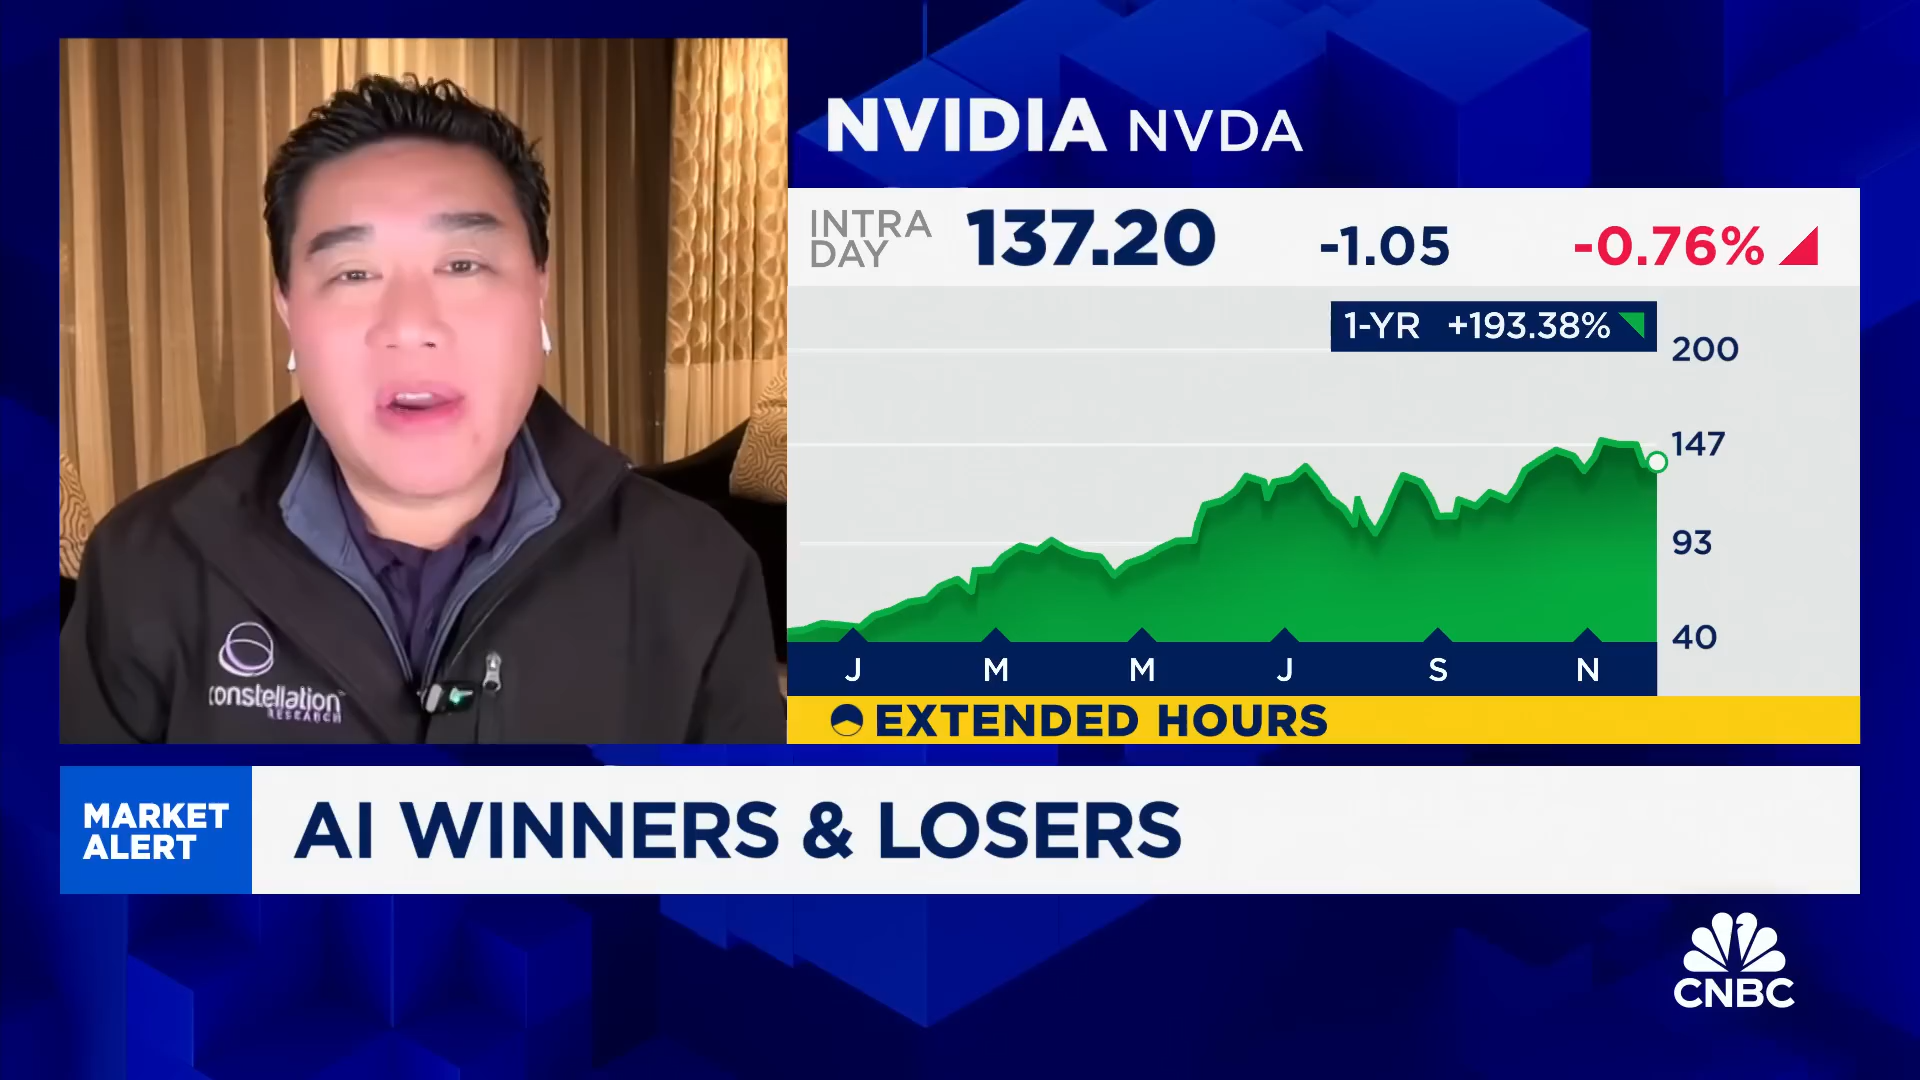 NVIDIA NVDA
INTRA
DAY
137.20 -1.05 -0.76%
1-YR +193.38%
200
147
93
40
J M M J S N
EXTENDED HOURS
constellation
RESEARCH
MARKET
ALERT
AI WINNERS & LOSERS
CNBC